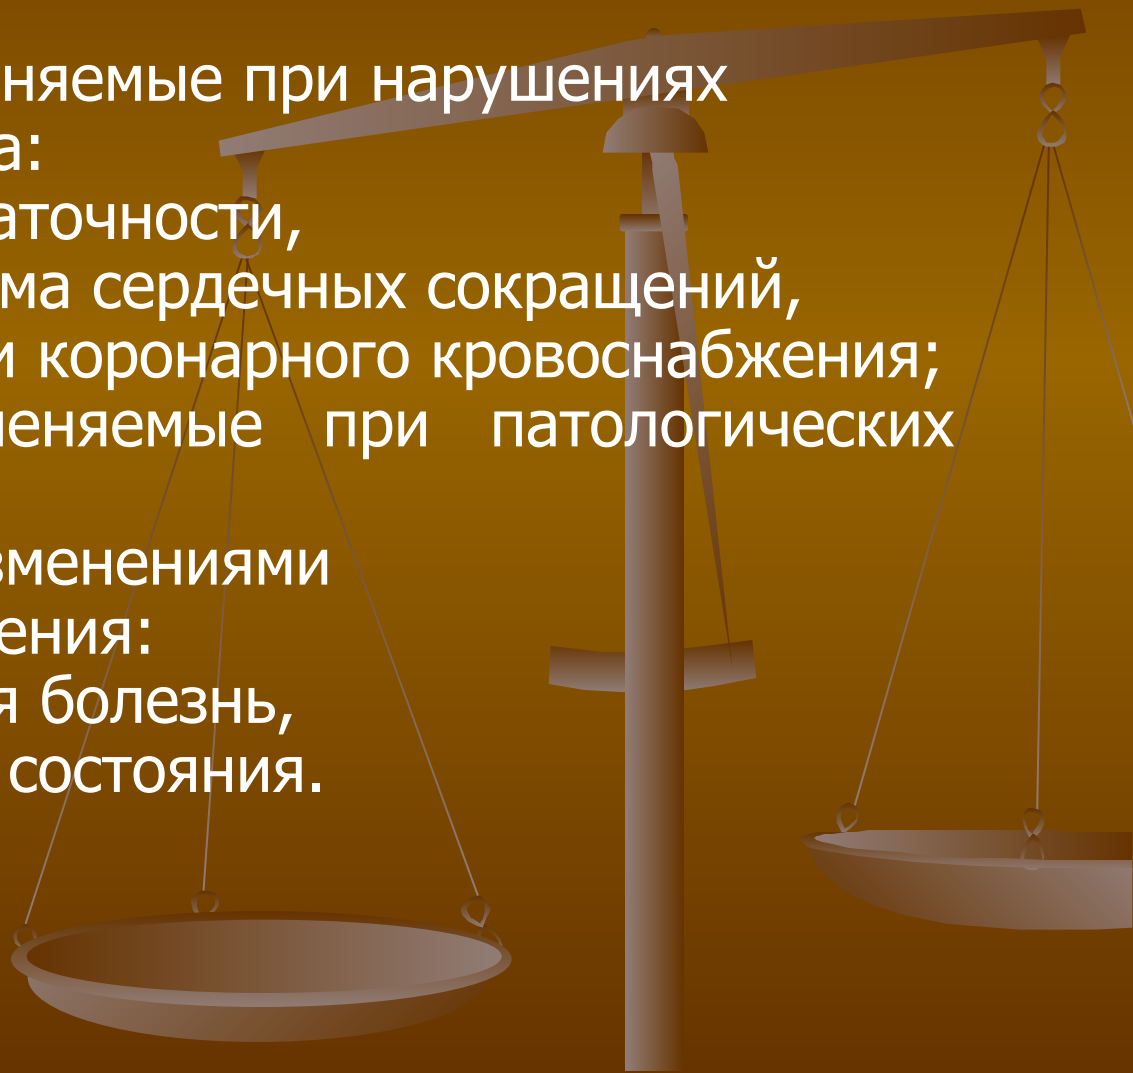 няемые при нарушениях
а:
аточности,
ма сердечных сокращений,
и коронарного кровоснабжения;
еняемые при патологических
зменениями
ения:
я болезнь,
состояния.